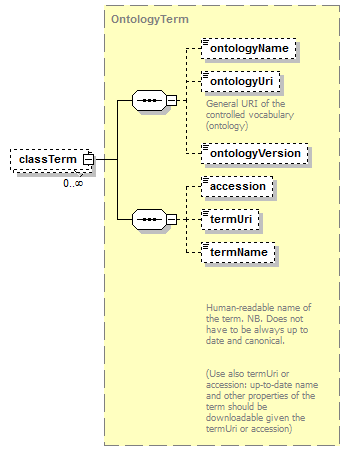 OntologyTerm
ontologyName
ontologyUri
General URI of the
controlled vocabulary
(ontology)
ontologyVersion
classTerm
0..∞
accession
termUri
termName
Human-readable name of
the term. NB. Does not
have to be always up to
date and canonical.
(Use also termUri or
accession: up-to-date name
and other properties of the
term should be
downloadable given the
termUri or accession)